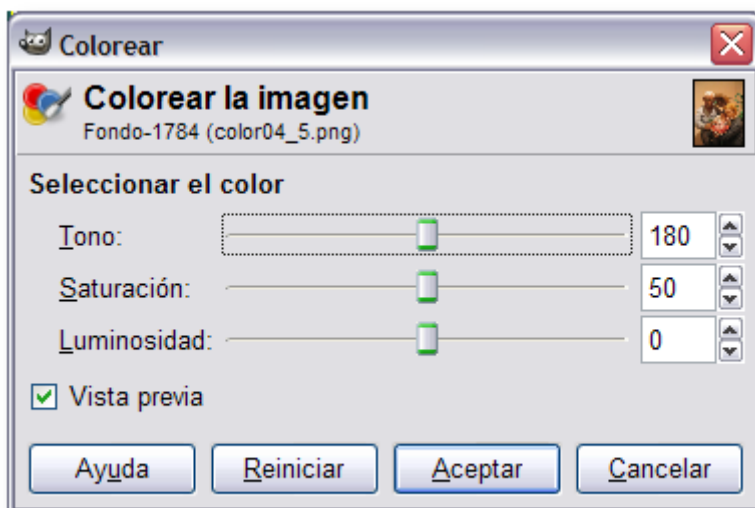 Colorear
Colorear la imagen
Fondo-1784 (color04_5.png)
Seleccionar el color
Tono: 180
Saturación: 50
Luminosidad: 0
Vista previa
Ayuda Reiniciar Aceptar Cancelar